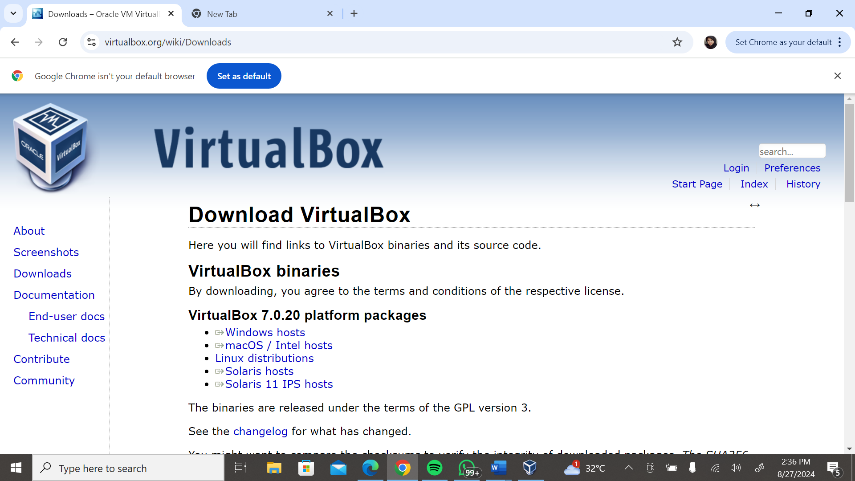 Downloads – Oracle VM Virtual
New Tab
virtualbox.org/wiki/Downloads
Set Chrome as your default
Google Chrome isn't your default browser
Set as default
ORACLE
VirtualBox
VirtualBox
search...
Login Preferences
Start Page Index History
About
Screenshots
Downloads
Documentation
End-user docs
Technical docs
Contribute
Community
Download VirtualBox
Here you will find links to VirtualBox binaries and its source code.
VirtualBox binaries
By downloading, you agree to the terms and conditions of the respective license.
VirtualBox 7.0.20 platform packages
Windows hosts
macOS / Intel hosts
Linux distributions
Solaris hosts
Solaris 11 IPS hosts
The binaries are released under the terms of the GPL version 3.
See the changelog for what has changed.
You might want to compare the checksums to verify the integrity of downloaded packages. The SHA256
Type here to search
99+
1
32°C
2:36 PM
8/27/2024
5